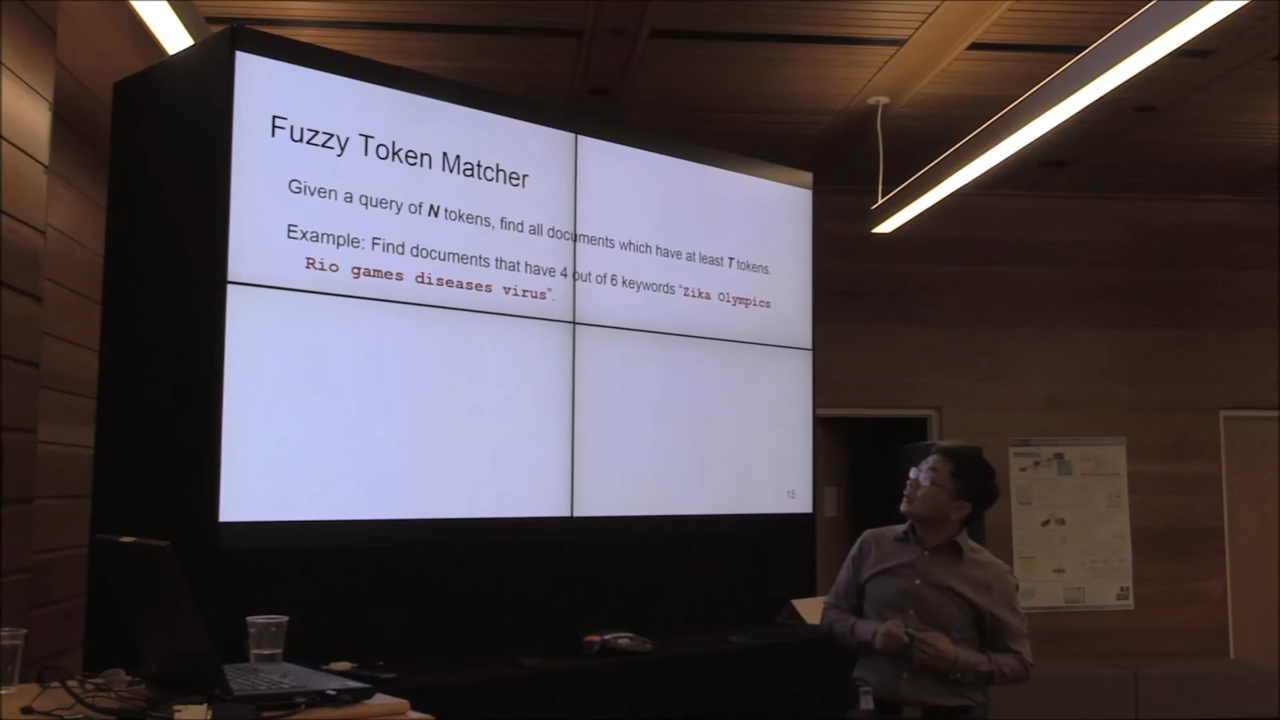 Fuzzy Token Matcher
Given a query of N tokens, find all documents which have at least T tokens.
Example: Find documents that have 4 out of 6 keywords “Zika Olympics
Rio games diseases virus”.
15